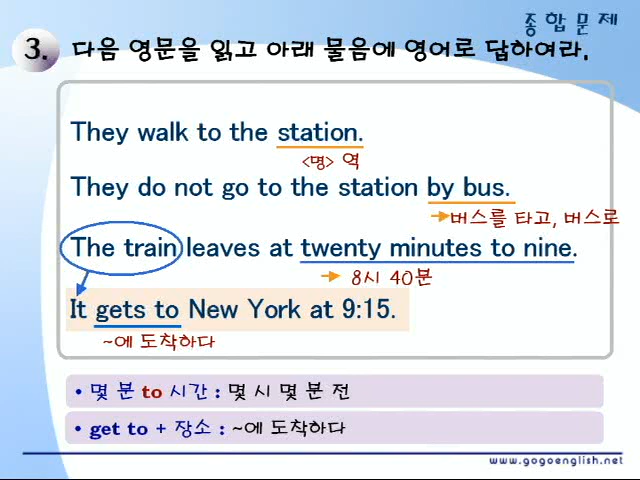 종합문제
3. 다음 영문을 읽고 아래 물음에 영어로 답하여라.
They walk to the station.
<명> 역
They do not go to the station by bus.
→버스를 타고, 버스로
The train leaves at twenty minutes to nine.
→ 8시 40분
It gets to New York at 9:15.
~에 도착하다
• 몇 분 to 시간 : 몇 시 몇 분 전
• get to + 장소 : ~에 도착하다
www.gogoenglish.net